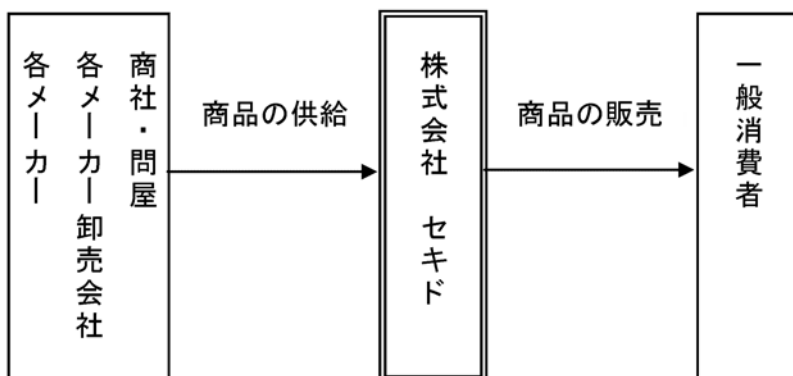 商社・問屋
各メーカー卸売会社
各メーカー
商品の供給
株式会社 セキド
商品の販売
一般消費者